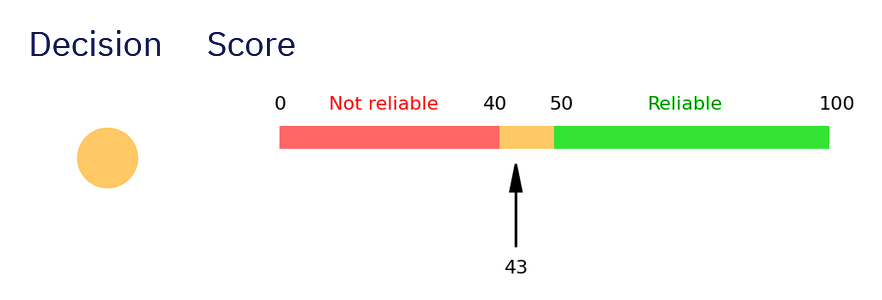 Decision Score
0 Not reliable 40 50 Reliable 100
43